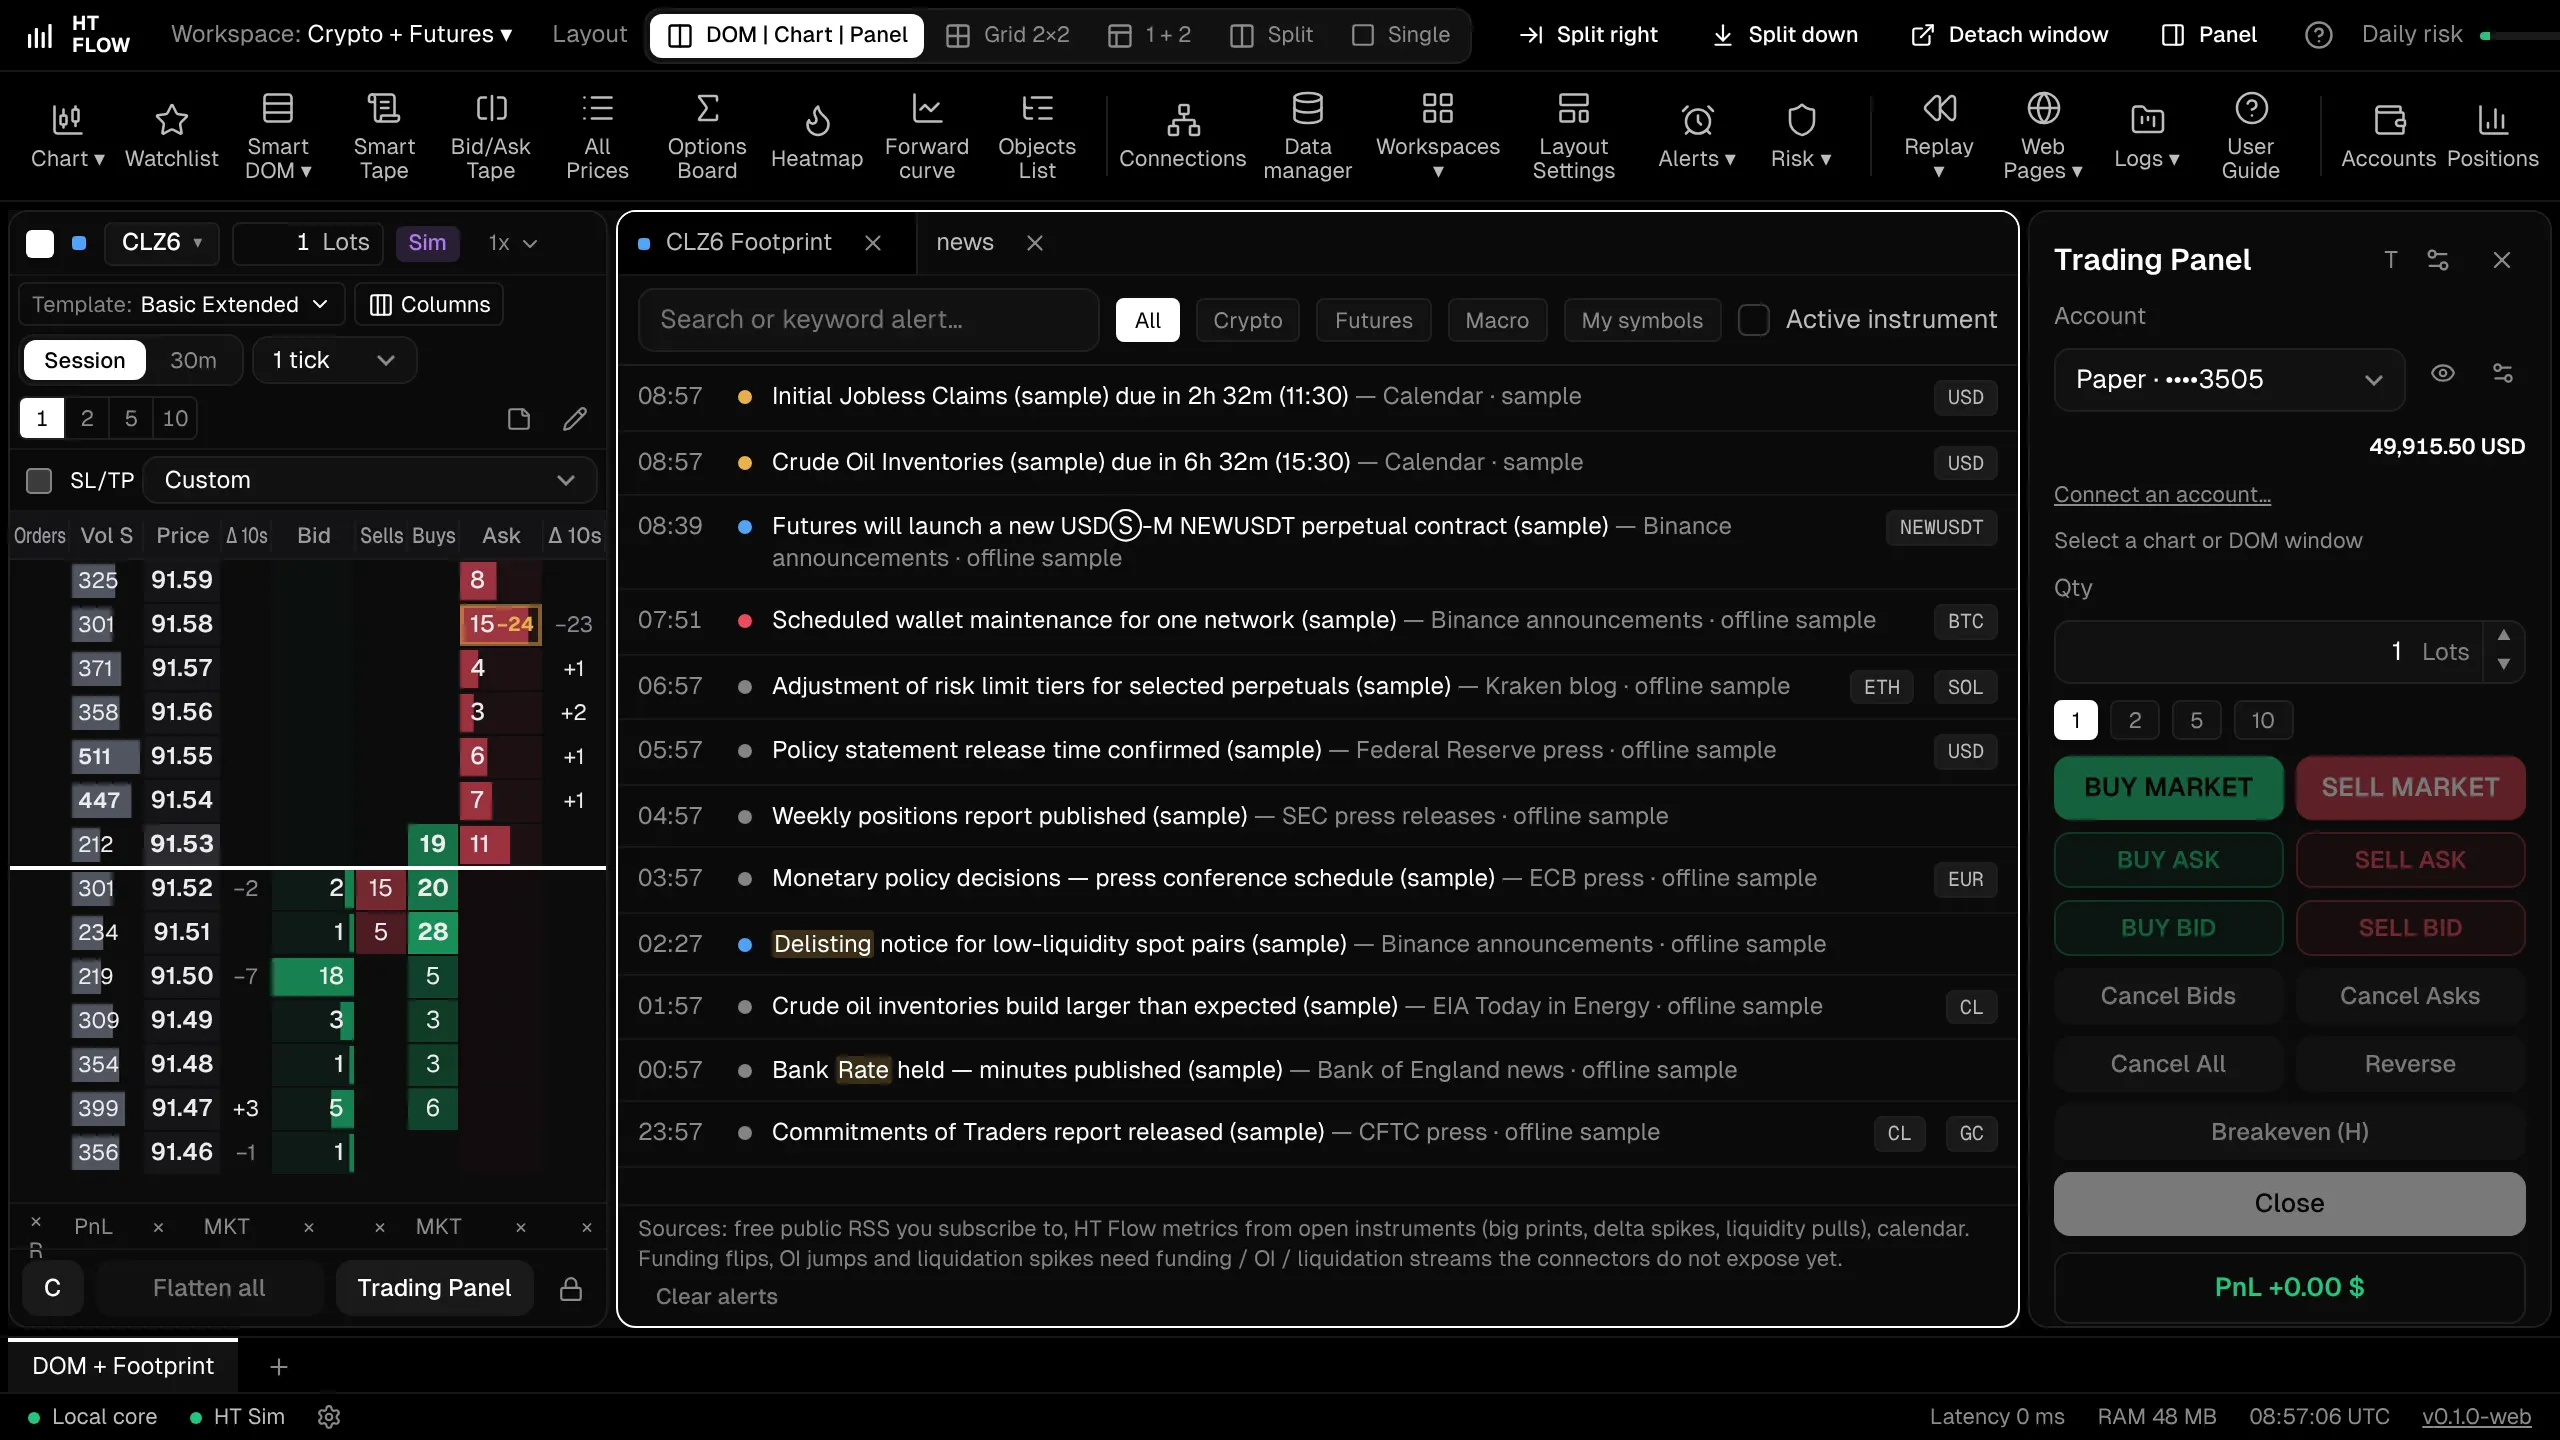 HT FLOW Workspace: Crypto + Futures ▾ Layout DOM | Chart | Panel Grid 2×2 1 + 2 Split Single Split right Split down Detach window Panel Daily risk
Chart ▾ Watchlist Smart DOM ▾ Smart Tape Bid/Ask Tape All Prices Options Board Heatmap Forward curve Objects List Connections Data manager Workspaces ▾ Layout Settings Alerts ▾ Risk ▾ Replay ▾ Web Pages ▾ Logs ▾ User Guide Accounts Positions
CLZ6 ▾ 1 Lots Sim 1x
Template: Basic Extended Columns
Session 30m 1 tick
1 2 5 10
SL/TP Custom
Orders Vol S Price Δ 10s Bid Sells Buys Ask Δ 10s
325 91.59 8
301 91.58 15 −24 −23
371 91.57 4 +1
358 91.56 3 +2
511 91.55 6 +1
447 91.54 7 +1
212 91.53 19 11
301 91.52 −2 2 15 20
234 91.51 1 5 28
219 91.50 −7 18 5
309 91.49 3 3
354 91.48 1 3
399 91.47 +3 5 6
356 91.46 −1 1
× PnL × MKT × × MKT × ×
R
C Flatten all Trading Panel
CLZ6 Footprint × news ×
Search or keyword alert… All Crypto Futures Macro My symbols Active instrument
08:57 Initial Jobless Claims (sample) due in 2h 32m (11:30) — Calendar · sample USD
08:57 Crude Oil Inventories (sample) due in 6h 32m (15:30) — Calendar · sample USD
08:39 Futures will launch a new USDⓈ-M NEWUSDT perpetual contract (sample) — Binance NEWUSDT
announcements · offline sample
07:51 Scheduled wallet maintenance for one network (sample) — Binance announcements · offline sample BTC
06:57 Adjustment of risk limit tiers for selected perpetuals (sample) — Kraken blog · offline sample ETH SOL
05:57 Policy statement release time confirmed (sample) — Federal Reserve press · offline sample USD
04:57 Weekly positions report published (sample) — SEC press releases · offline sample
03:57 Monetary policy decisions — press conference schedule (sample) — ECB press · offline sample EUR
02:27 Delisting notice for low-liquidity spot pairs (sample) — Binance announcements · offline sample
01:57 Crude oil inventories build larger than expected (sample) — EIA Today in Energy · offline sample CL
00:57 Bank Rate held — minutes published (sample) — Bank of England news · offline sample
23:57 Commitments of Traders report released (sample) — CFTC press · offline sample CL GC
Sources: free public RSS you subscribe to, HT Flow metrics from open instruments (big prints, delta spikes, liquidity pulls), calendar.
Funding flips, OI jumps and liquidation spikes need funding / OI / liquidation streams the connectors do not expose yet.
Clear alerts
Trading Panel T ×
Account
Paper · ••••3505
49,915.50 USD
Connect an account…
Select a chart or DOM window
Qty
1 Lots
1 2 5 10
BUY MARKET SELL MARKET
BUY ASK SELL ASK
BUY BID SELL BID
Cancel Bids Cancel Asks
Cancel All Reverse
Breakeven (H)
Close
PnL +0.00 $
DOM + Footprint +
Local core HT Sim Latency 0 ms RAM 48 MB 08:57:06 UTC v0.1.0-web